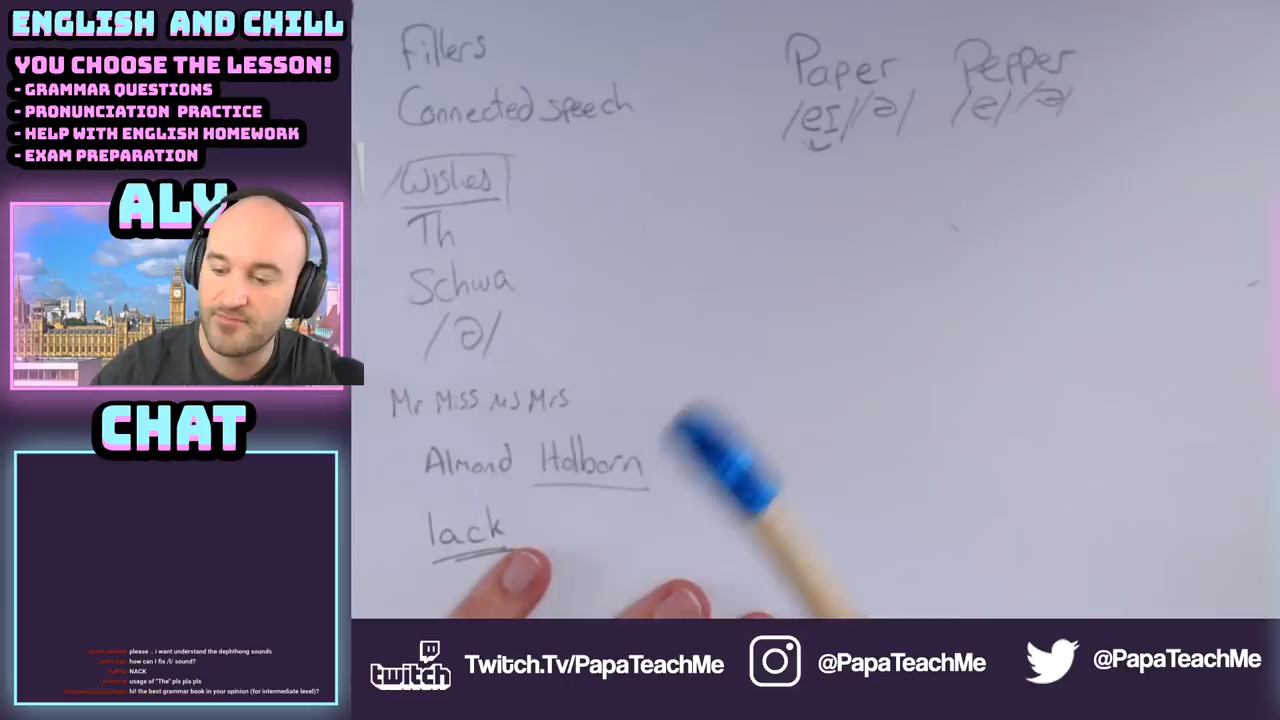 ENGLISH AND CHILL
YOU CHOOSE THE LESSON!
- GRAMMAR QUESTIONS
- PRONUNCIATION PRACTICE
- HELP WITH ENGLISH HOMEWORK
- EXAM PREPARATION
ALY
CHAT
please .. i want understand the dephthong sounds
how can I fix /l/ sound?
NACK
usage of "The" pls pla pls
hi! the best grammar book in your opinion (for intermediate level)?
Fillers
Connected speech
Wishes
Th
Schwa
/ə/
Mr Miss Ms Mrs
Almond Holborn
lack
Paper Pepper
/eɪ//ə/ /e//ə/
twitch
Twitch.Tv/PapaTeachMe
@PapaTeachMe
@PapaTeachMe